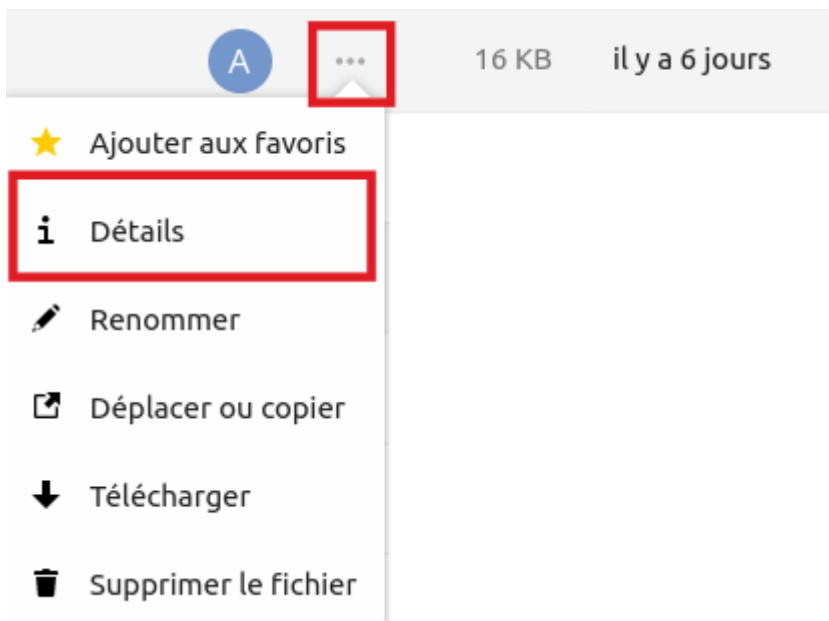 A ... 16 KB il y a 6 jours
Ajouter aux favoris
i Détails
Renommer
Déplacer ou copier
Télécharger
Supprimer le fichier